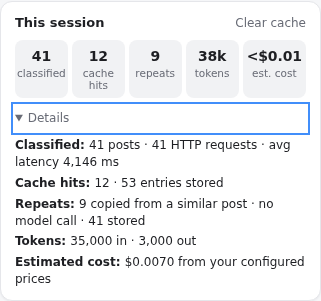 This session
Clear cache
41
classified
12
cache
hits
9
repeats
38k
tokens
<$0.01
est. cost
▼ Details
Classified: 41 posts · 41 HTTP requests · avg
latency 4,146 ms
Cache hits: 12 · 53 entries stored
Repeats: 9 copied from a similar post · no
model call · 41 stored
Tokens: 35,000 in · 3,000 out
Estimated cost: $0.0070 from your configured
prices